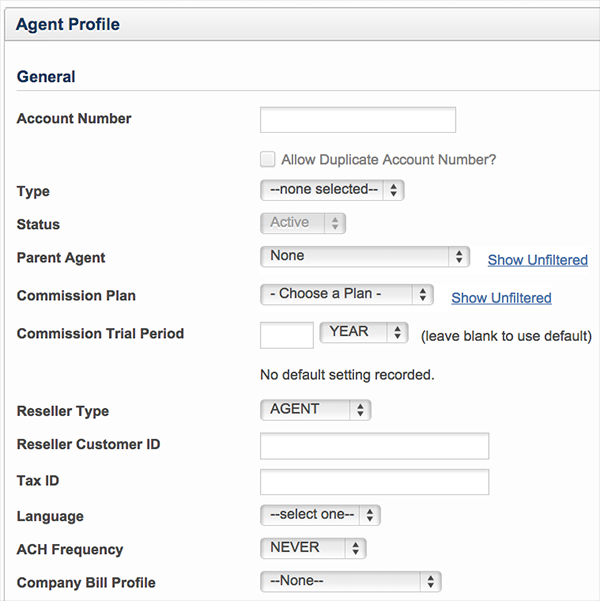 Agent Profile
General
Account Number
Allow Duplicate Account Number?
Type --none selected--
Status Active
Parent Agent None Show Unfiltered
Commission Plan - Choose a Plan - Show Unfiltered
Commission Trial Period YEAR (leave blank to use default)
No default setting recorded.
Reseller Type AGENT
Reseller Customer ID
Tax ID
Language --select one--
ACH Frequency NEVER
Company Bill Profile --None--